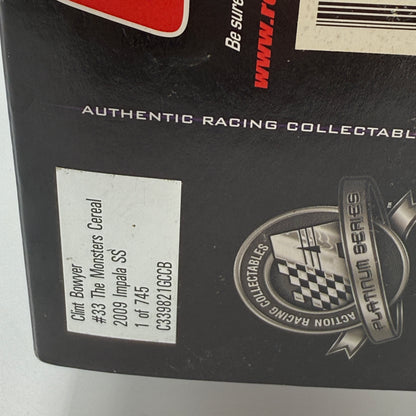 Be sure
www.r
AUTHENTIC RACING COLLECTABL
Clint Bowyer
#33 The Monsters Cereal
2009 Impala SS
1 of 745
C339821GCCB
ACTION RACING COLLECTABLES
PLATINUM SERIES